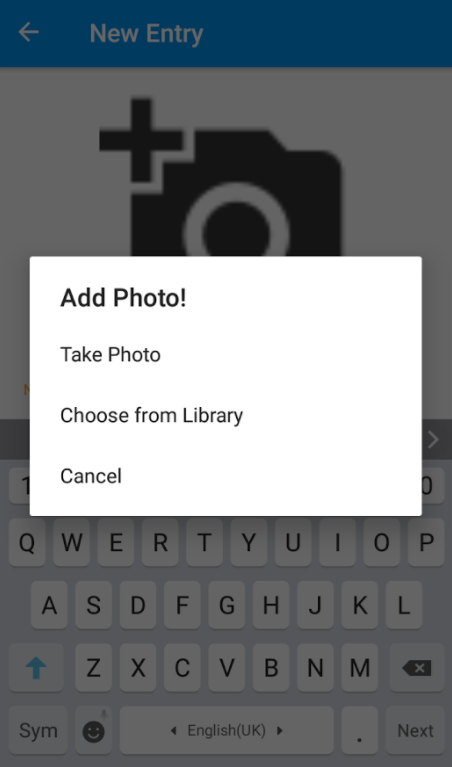 New Entry
Add Photo!
Take Photo
Choose from Library
Cancel
Q W E R T Y U I O P
A S D F G H J K L
Z X C V B N M
Sym English(UK) . Next